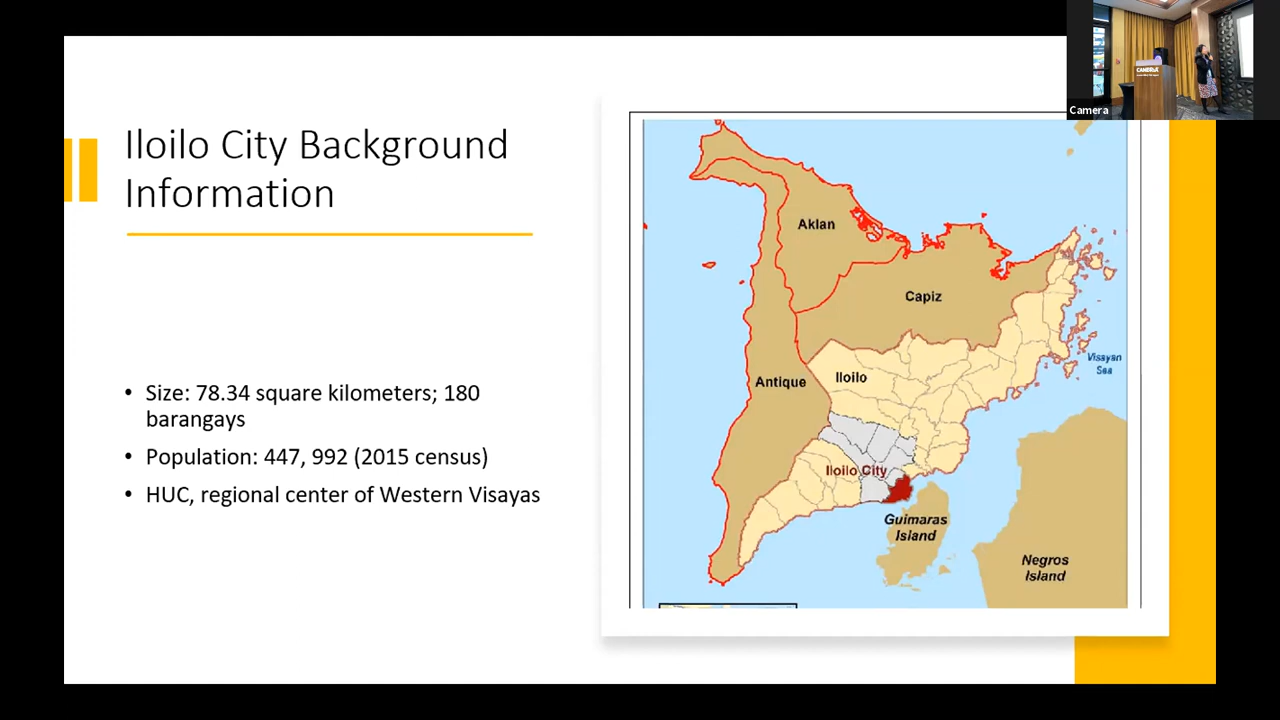 Iloilo City Background
Information
• Size: 78.34 square kilometers; 180
barangays
• Population: 447, 992 (2015 census)
• HUC, regional center of Western Visayas
Aklan
Capiz
Antique
Iloilo
Visayan
Sea
Iloilo City
Guimaras
Island
Negros
Island
Camera